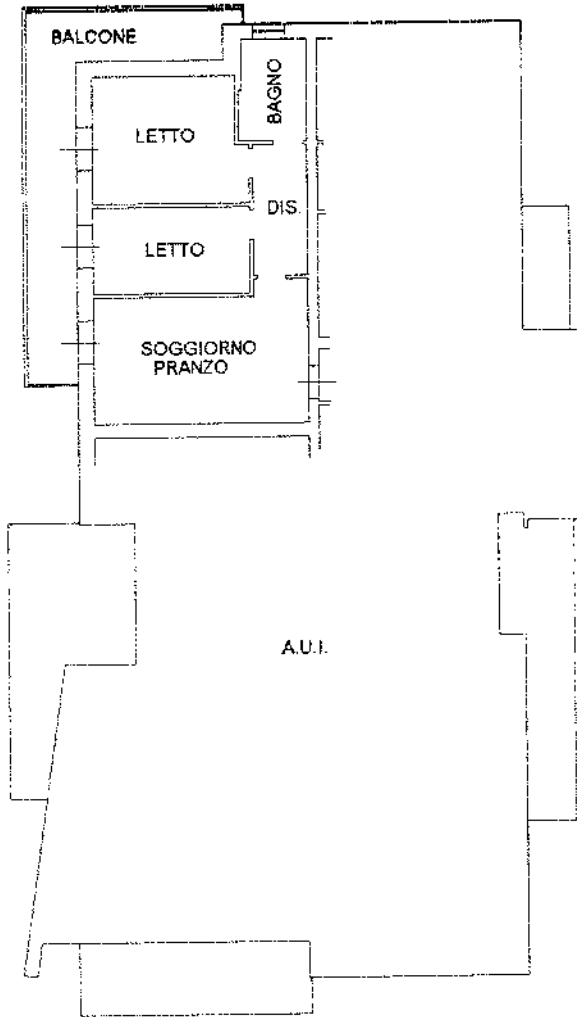 BALCONE
BAGNO
LETTO
DIS.
LETTO
SOGGIORNO
PRANZO
A.U.I.